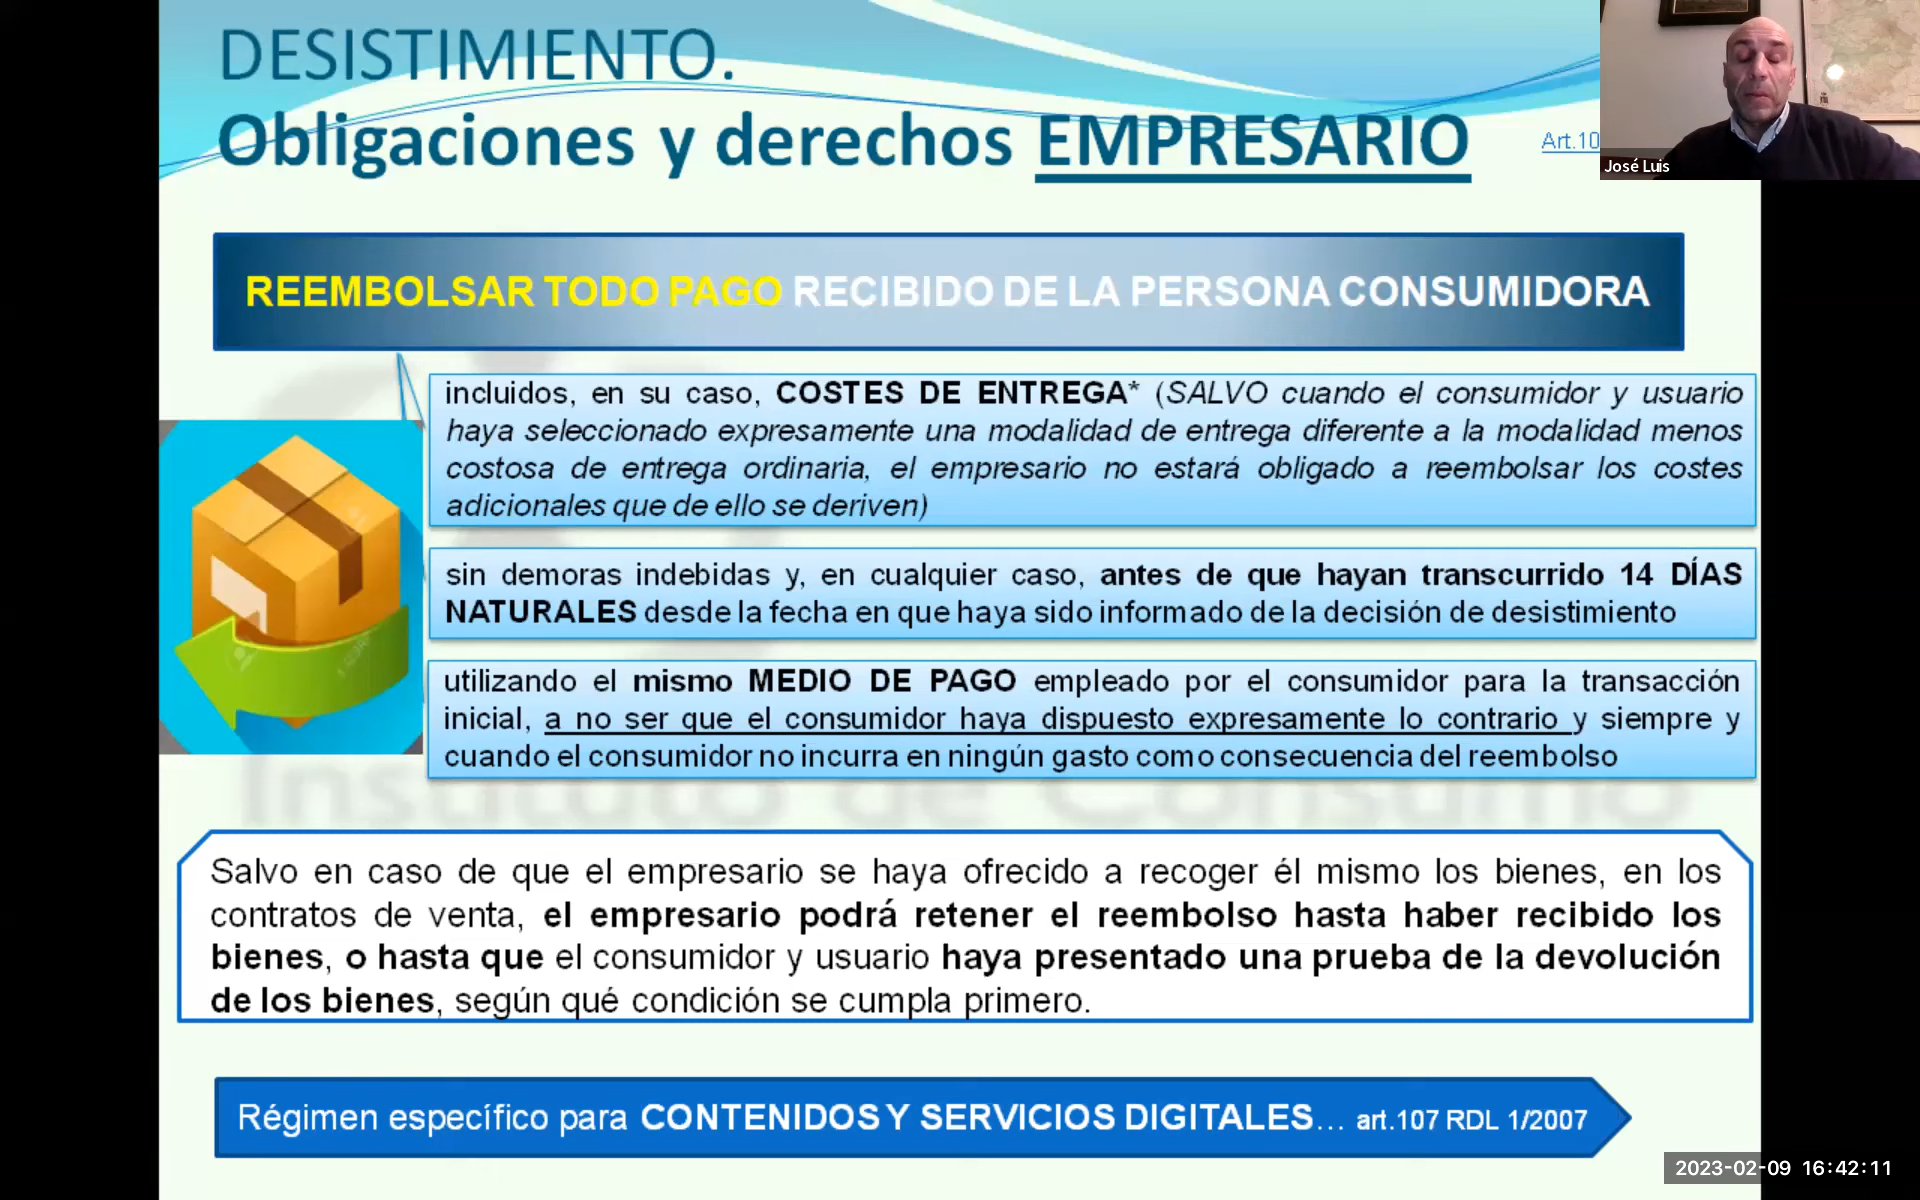 DESISTIMIENTO.
Obligaciones y derechos EMPRESARIO
Art.10
José Luis
REEMBOLSAR TODO PAGO RECIBIDO DE LA PERSONA CONSUMIDORA
incluidos, en su caso, COSTES DE ENTREGA* (SALVO cuando el consumidor y usuario
haya seleccionado expresamente una modalidad de entrega diferente a la modalidad menos
costosa de entrega ordinaria, el empresario no estará obligado a reembolsar los costes
adicionales que de ello se deriven)
sin demoras indebidas y, en cualquier caso, antes de que hayan transcurrido 14 DÍAS
NATURALES desde la fecha en que haya sido informado de la decisión de desistimiento
utilizando el mismo MEDIO DE PAGO empleado por el consumidor para la transacción
inicial, a no ser que el consumidor haya dispuesto expresamente lo contrario y siempre y
cuando el consumidor no incurra en ningún gasto como consecuencia del reembolso
Instituto de Consumo
Salvo en caso de que el empresario se haya ofrecido a recoger él mismo los bienes, en los
contratos de venta, el empresario podrá retener el reembolso hasta haber recibido los
bienes, o hasta que el consumidor y usuario haya presentado una prueba de la devolución
de los bienes, según qué condición se cumpla primero.
Régimen específico para CONTENIDOS Y SERVICIOS DIGITALES… art.107 RDL 1/2007
2023-02-09 16:42:11